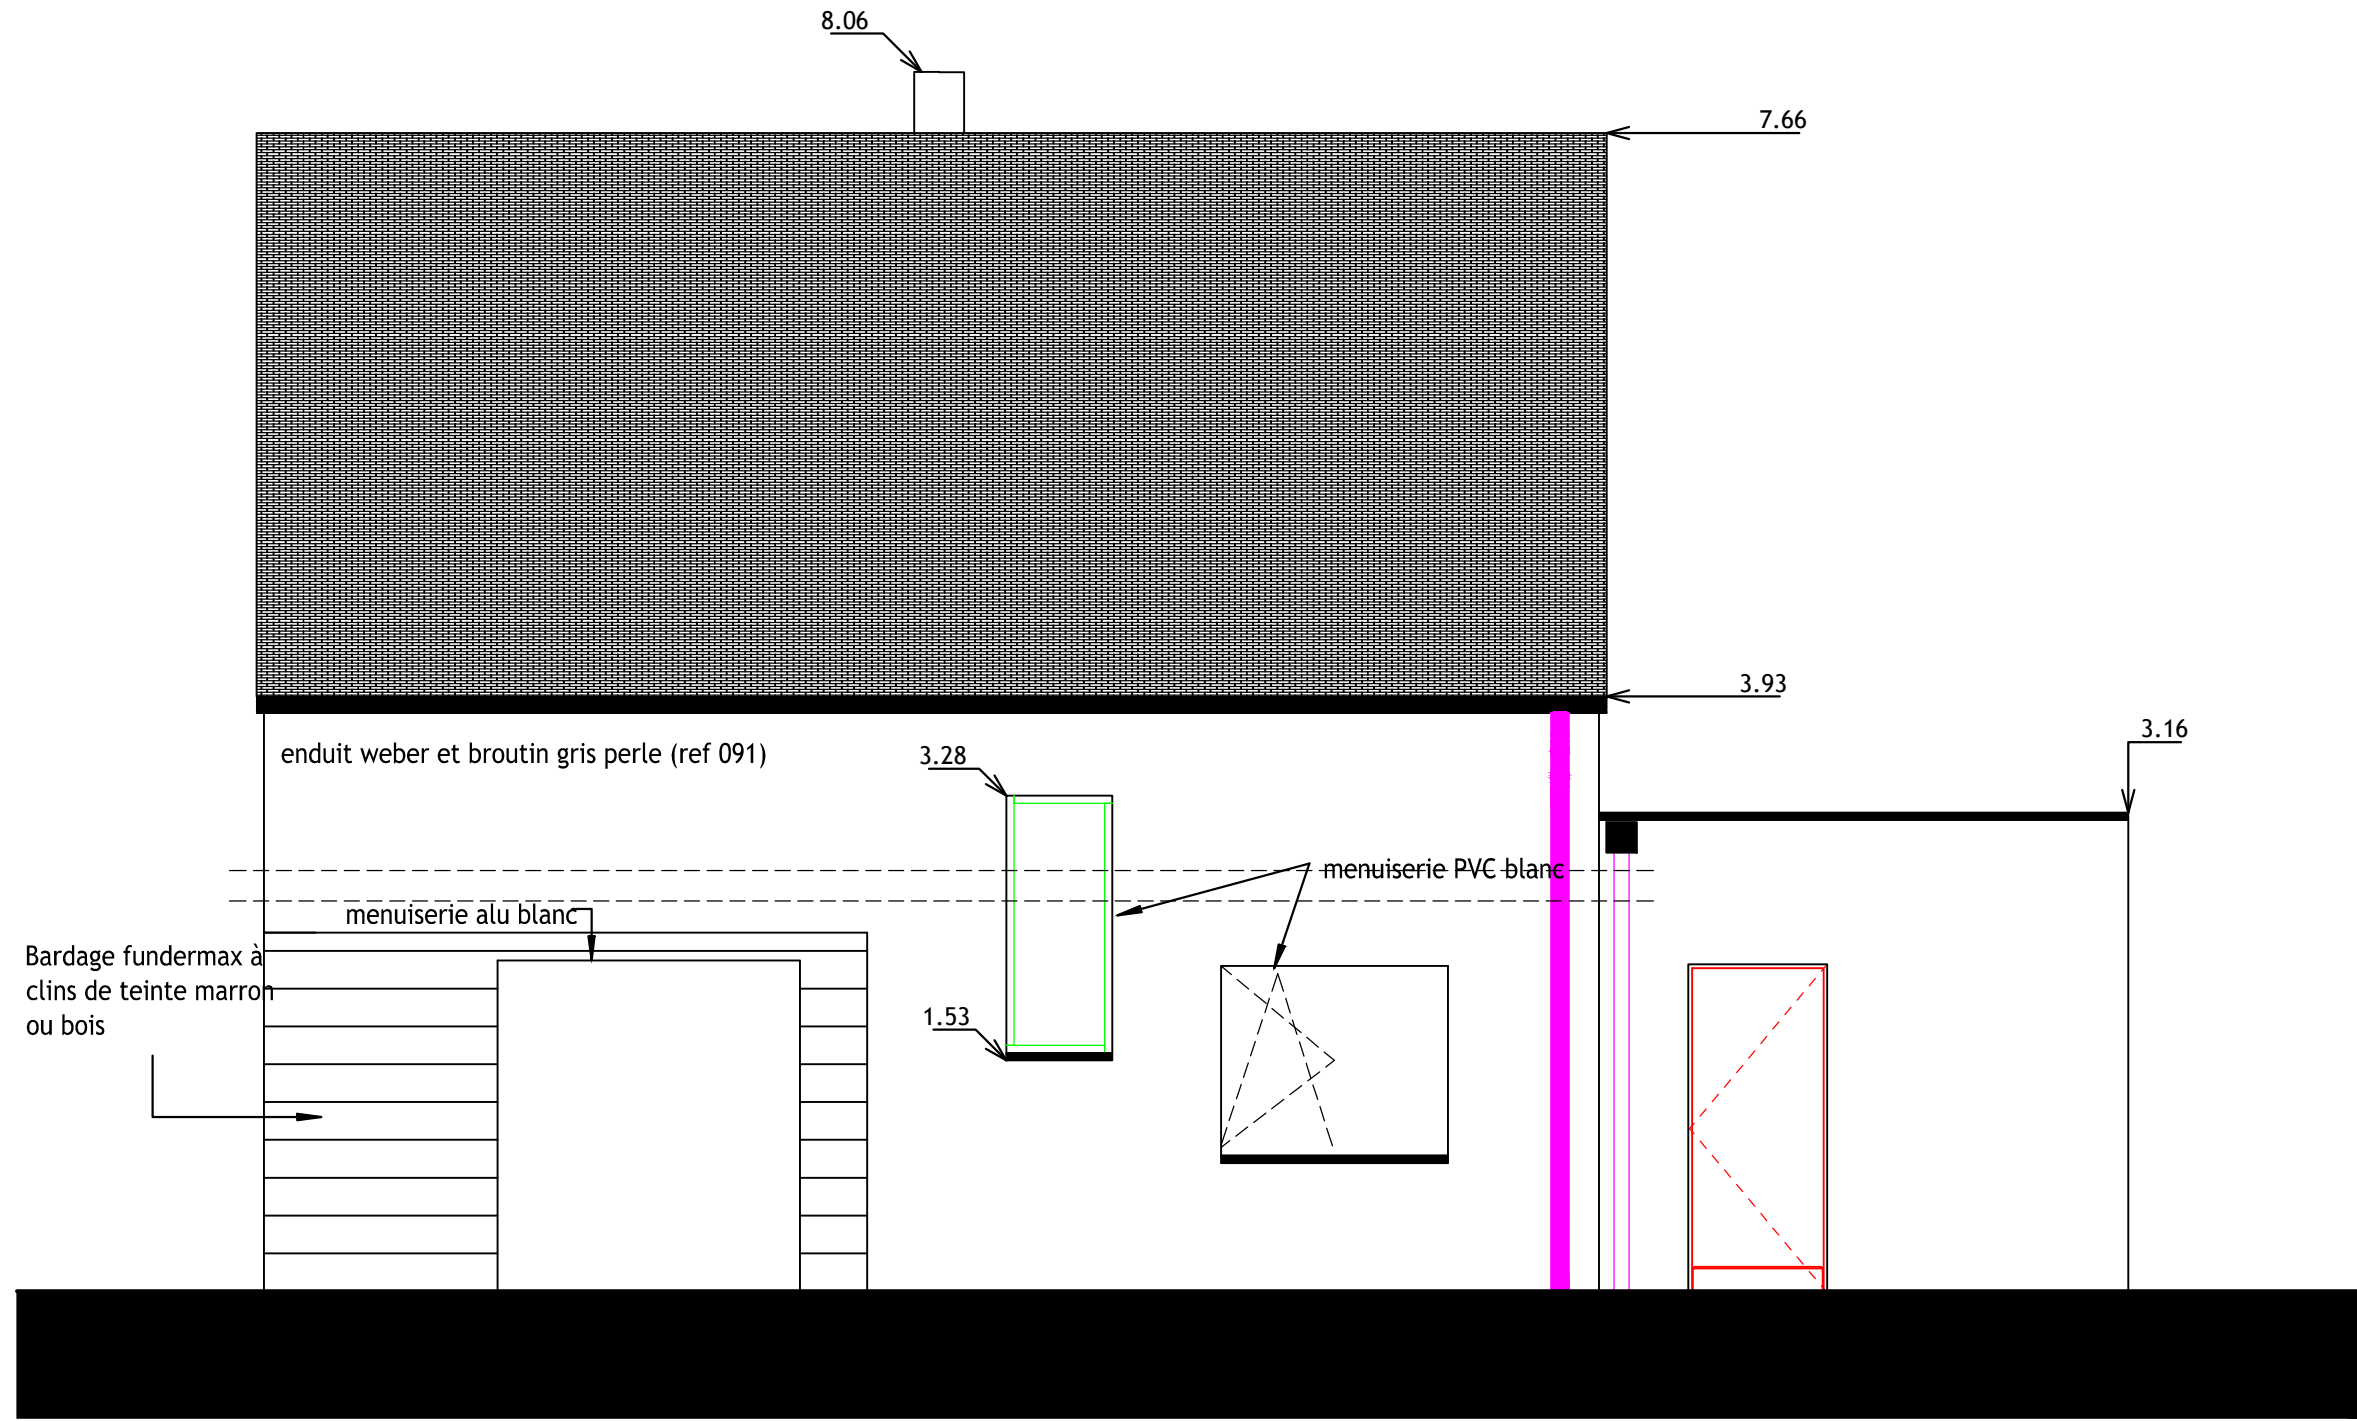 8.06
7.66
3.93
3.16
enduit weber et broutin gris perle (ref 091)
3.28
menuiserie PVC blanc
menuiserie alu blanc
Bardage fundermax à
clins de teinte marron
ou bois
1.53